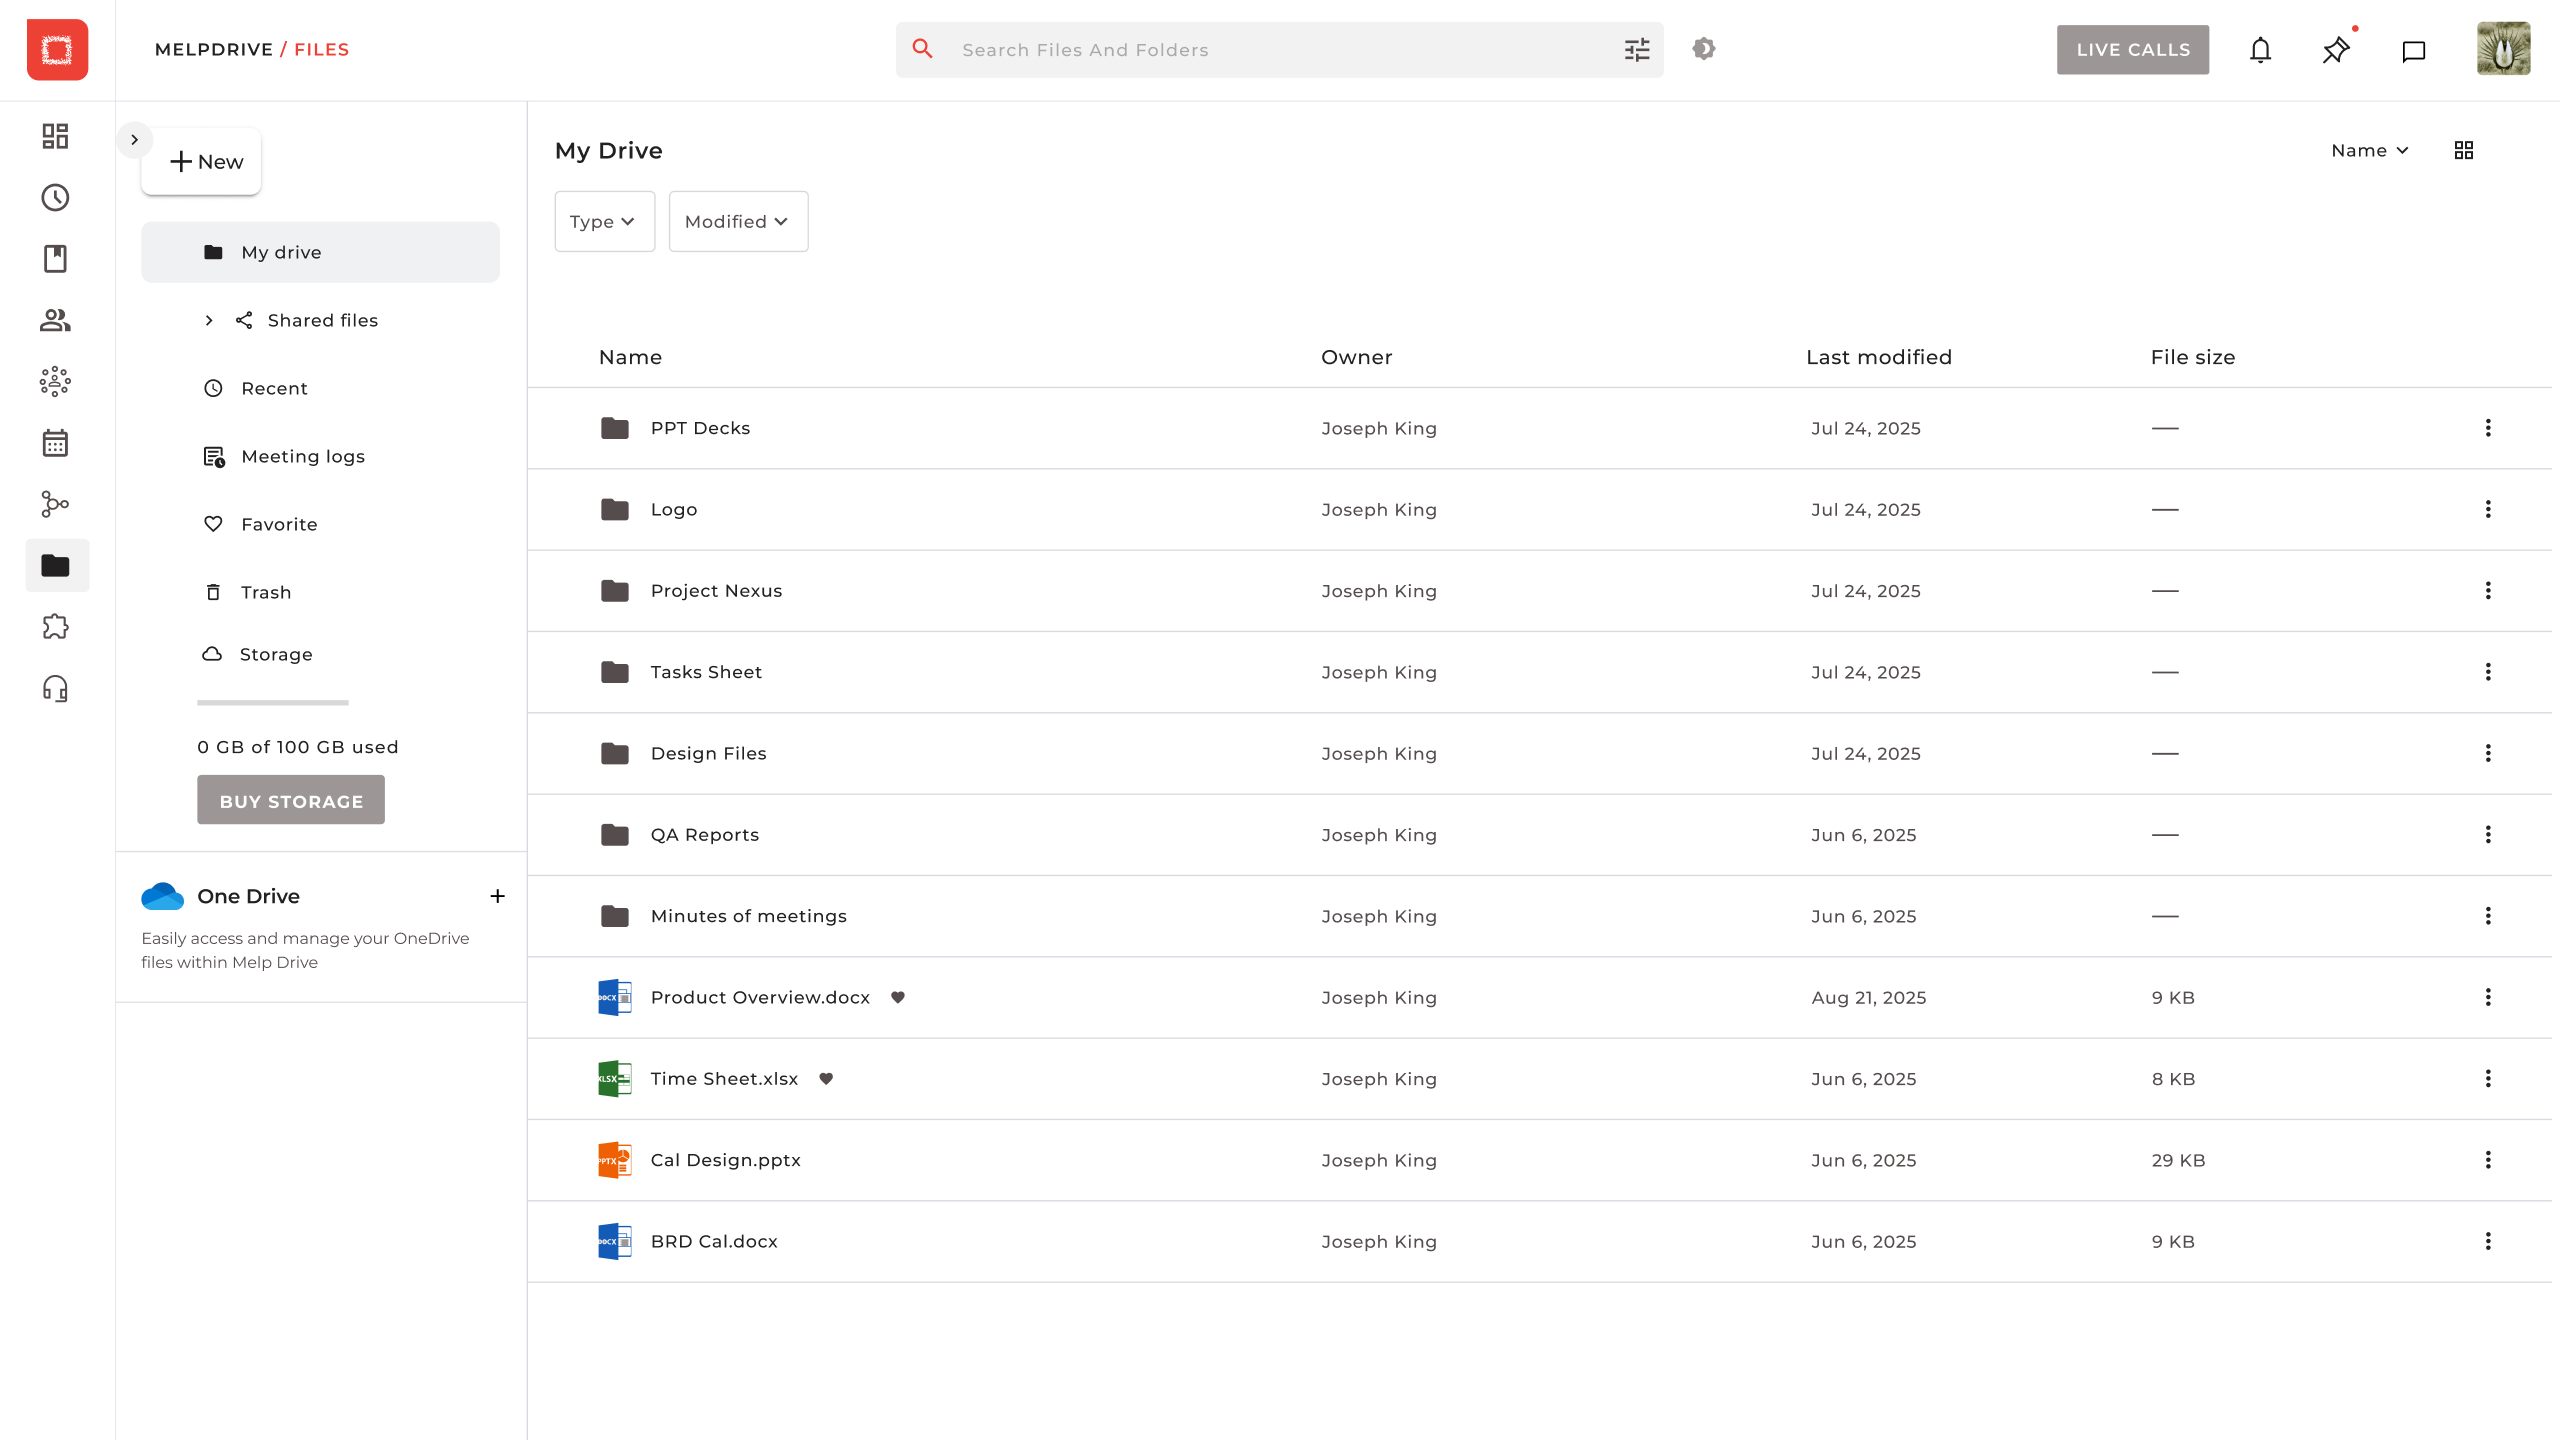 MELPDRIVE / FILES
Search Files And Folders
LIVE CALLS
New
My drive
Shared files
Recent
Meeting logs
Favorite
Trash
Storage
0 GB of 100 GB used
BUY STORAGE
One Drive
Easily access and manage your OneDrive
files within Melp Drive
My Drive
Name
Type
Modified
Name Owner Last modified File size
PPT Decks Joseph King Jul 24, 2025 —
Logo Joseph King Jul 24, 2025 —
Project Nexus Joseph King Jul 24, 2025 —
Tasks Sheet Joseph King Jul 24, 2025 —
Design Files Joseph King Jul 24, 2025 —
QA Reports Joseph King Jun 6, 2025 —
Minutes of meetings Joseph King Jun 6, 2025 —
DOCX Product Overview.docx Joseph King Aug 21, 2025 9 KB
XLSX Time Sheet.xlsx Joseph King Jun 6, 2025 8 KB
PPTX Cal Design.pptx Joseph King Jun 6, 2025 29 KB
DOCX BRD Cal.docx Joseph King Jun 6, 2025 9 KB